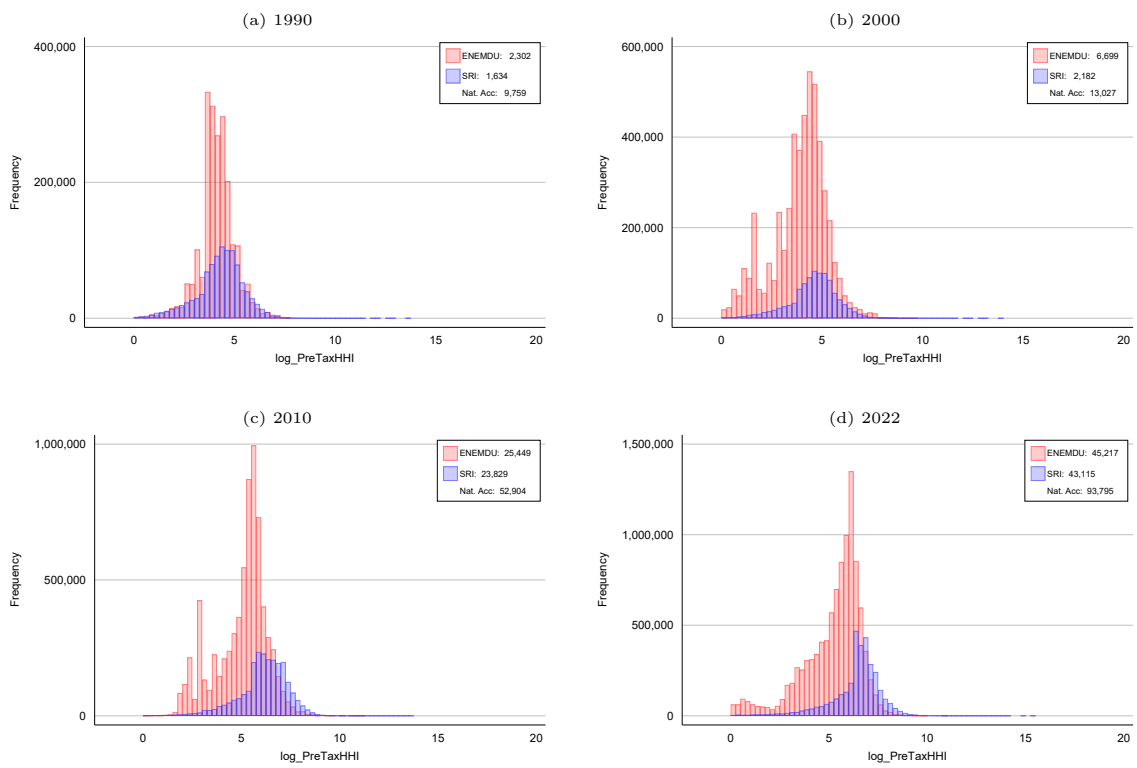 (a) 1990
400,000
200,000
0
Frequency
0 5 10 15 20
log_PreTaxHHI
ENEMDU: 2,302
SRI: 1,634
Nat. Acc: 9,759
(b) 2000
600,000
400,000
200,000
0
Frequency
0 5 10 15 20
log_PreTaxHHI
ENEMDU: 6,699
SRI: 2,182
Nat. Acc: 13,027
(c) 2010
1,000,000
500,000
0
Frequency
0 5 10 15 20
log_PreTaxHHI
ENEMDU: 25,449
SRI: 23,829
Nat. Acc: 52,904
(d) 2022
1,500,000
1,000,000
500,000
0
Frequency
0 5 10 15 20
log_PreTaxHHI
ENEMDU: 45,217
SRI: 43,115
Nat. Acc: 93,795